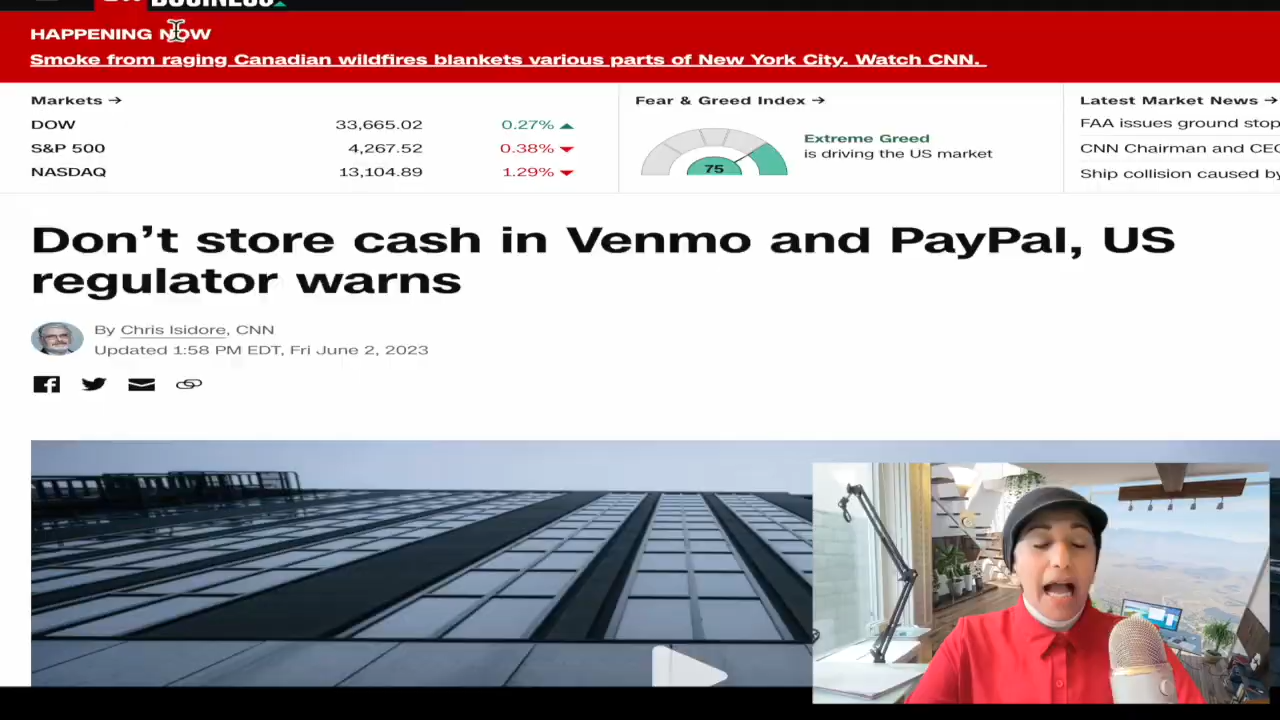 BUSINESS
HAPPENING NOW
Smoke from raging Canadian wildfires blankets various parts of New York City. Watch CNN.
Markets →
DOW 33,665.02 0.27%
S&P 500 4,267.52 0.38%
NASDAQ 13,104.89 1.29%
Fear & Greed Index →
75
Extreme Greed
is driving the US market
Latest Market News →
FAA issues ground stop
CNN Chairman and CEO
Ship collision caused by
Don't store cash in Venmo and PayPal, US
regulator warns
By Chris Isidore, CNN
Updated 1:58 PM EDT, Fri June 2, 2023